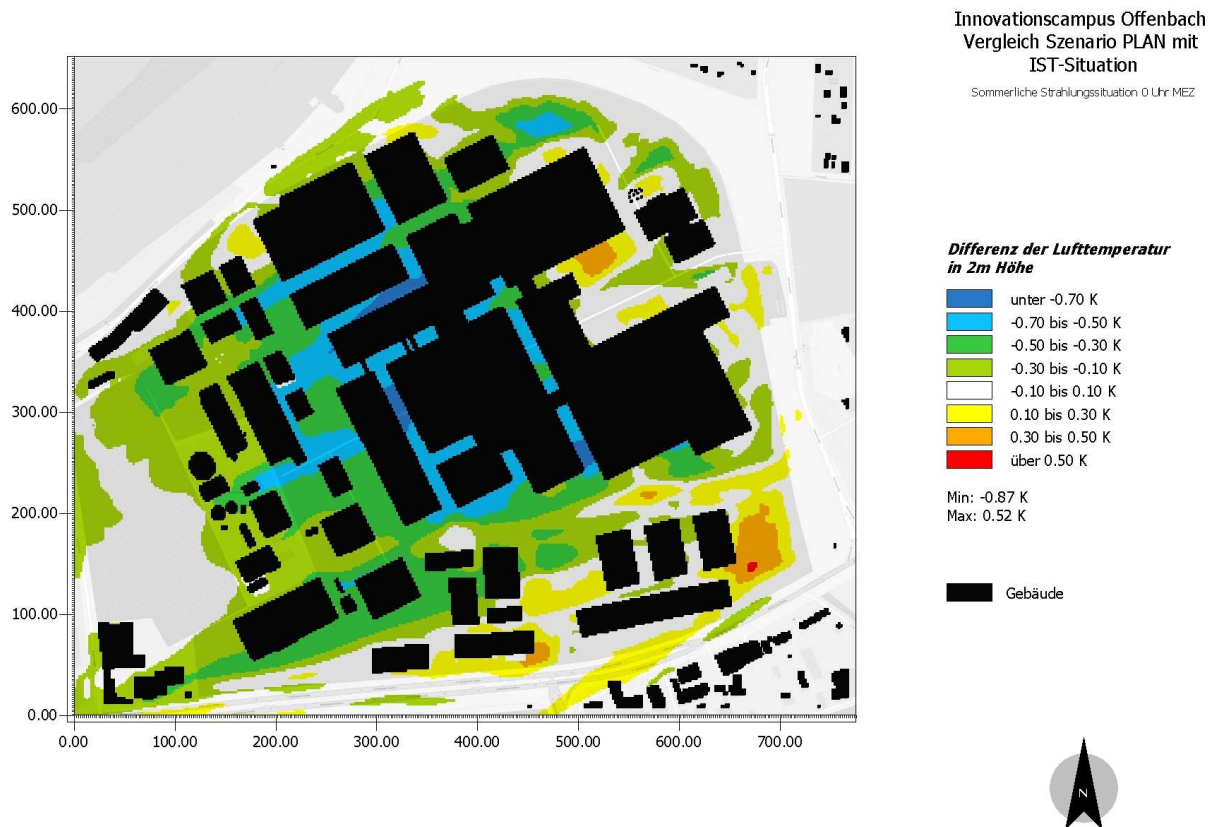 Innovationscampus Offenbach
Vergleich Szenario PLAN mit
IST-Situation
Sommerliche Strahlungssituation 0 Uhr MEZ
600.00
500.00
400.00
300.00
200.00
100.00
0.00
0.00 100.00 200.00 300.00 400.00 500.00 600.00 700.00
Differenz der Lufttemperatur
in 2m Höhe
unter -0.70 K
-0.70 bis -0.50 K
-0.50 bis -0.30 K
-0.30 bis -0.10 K
-0.10 bis 0.10 K
0.10 bis 0.30 K
0.30 bis 0.50 K
über 0.50 K
Min: -0.87 K
Max: 0.52 K
Gebäude
N